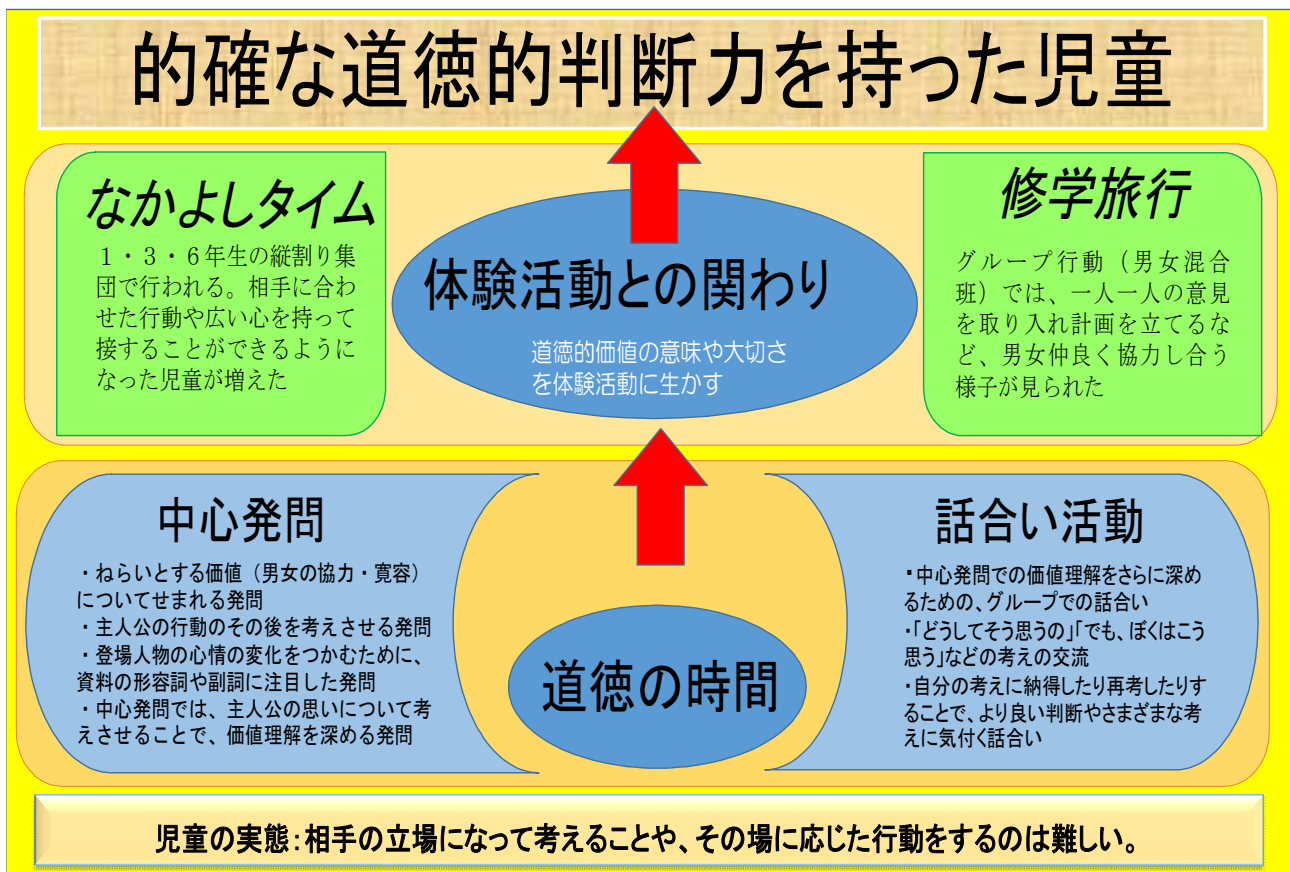 的確な道徳的判断力を持った児童
なかよしタイム
1・3・6年生の縦割り集
団で行われる。相手に合わ
せた行動や広い心を持って
接することができるように
なった児童が増えた
体験活動との関わり
道徳的価値の意味や大切さ
を体験活動に生かす
修学旅行
グループ行動（男女混合
班）では、一人一人の意見
を取り入れ計画を立てるな
ど、男女仲良く協力し合う
様子が見られた
中心発問
・ねらいとする価値（男女の協力・寛容）
についてせまれる発問
・主人公の行動のその後を考えさせる発問
・登場人物の心情の変化をつかむために、
資料の形容詞や副詞に注目した発問
・中心発問では、主人公の思いについて考
えさせることで、価値理解を深める発問
道徳の時間
話合い活動
・中心発問での価値理解をさらに深め
るための、グループでの話合い
・「どうしてそう思うの」「でも、ぼくはこう
思う」などの考えの交流
・自分の考えに納得したり再考したりす
ることで、より良い判断やさまざまな考
えに気付く話合い
児童の実態：相手の立場になって考えることや、その場に応じた行動をするのは難しい。